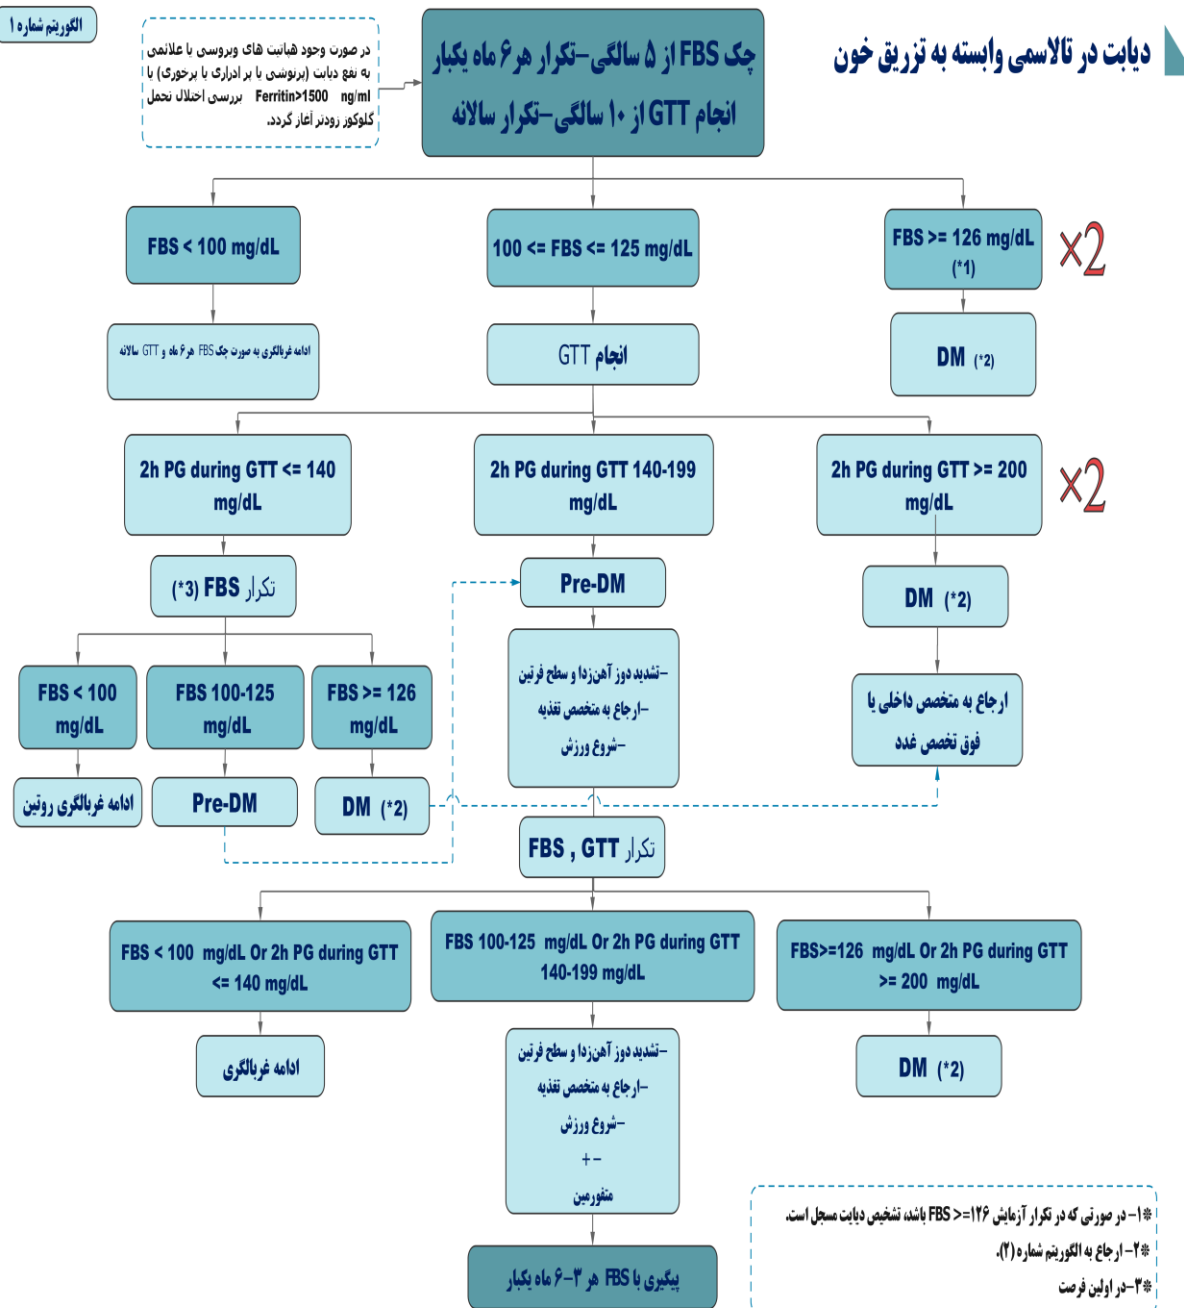 الگوریتم شماره ۱
دیابت در تالاسمی وابسته به تزریق خون
چک FBS از ۵ سالگی-تکرار هر ۶ ماه یکبار
انجام GTT از ۱۰ سالگی-تکرار سالانه
در صورت وجود هپاتیت های ویروسی یا علائمی
به نفع دیابت (پرنوشی یا پر ادراری یا پرخوری) یا
Ferritin>1500 ng/ml بررسی اختلال تحمل
گلوکوز زودتر آغاز گردد.
FBS < 100 mg/dL
100 <= FBS <= 125 mg/dL
FBS >= 126 mg/dL
(*1)
×2
ادامه غربالگری به صورت چک FBS هر ۶ ماه و GTT سالانه
انجام GTT
DM (*2)
2h PG during GTT <= 140
mg/dL
2h PG during GTT 140-199
mg/dL
2h PG during GTT >= 200
mg/dL
×2
تکرار FBS (*3)
Pre-DM
DM (*2)
FBS < 100
mg/dL
FBS 100-125
mg/dL
FBS >= 126
mg/dL
-تشدید دوز آهن‌زدا و سطح فرتین
-ارجاع به متخصص تغذیه
-شروع ورزش
ارجاع به متخصص داخلی یا
فوق تخصص غدد
ادامه غربالگری روتین
Pre-DM
DM (*2)
تکرار FBS , GTT
FBS < 100 mg/dL Or 2h PG during GTT
<= 140 mg/dL
FBS 100-125 mg/dL Or 2h PG during GTT
140-199 mg/dL
FBS>=126 mg/dL Or 2h PG during GTT
>= 200 mg/dL
ادامه غربالگری
-تشدید دوز آهن‌زدا و سطح فرتین
-ارجاع به متخصص تغذیه
-شروع ورزش
+ -
متفورمین
DM (*2)
پیگیری با FBS هر ۳-۶ ماه یکبار
*۱- در صورتی که در تکرار آزمایش FBS >=۱۲۶ باشد، تشخیص دیابت مسجل است.
*۲- ارجاع به الگوریتم شماره (۲).
*۳-در اولین فرصت